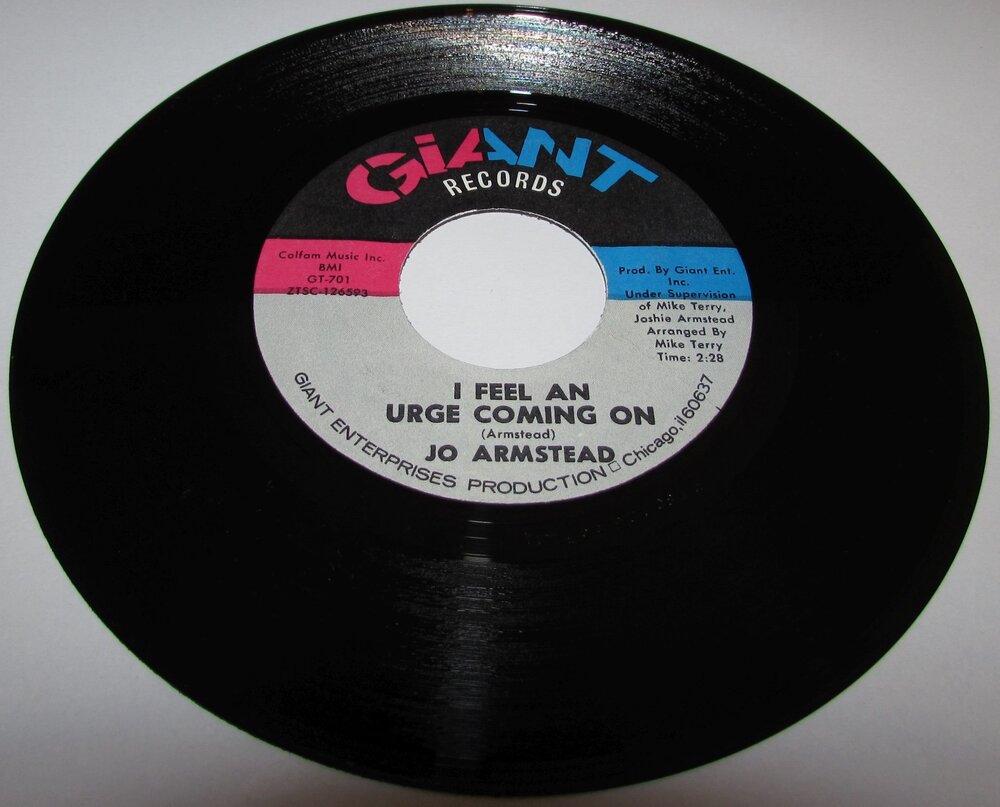 GiANT
RECORDS
Colfam Music Inc.
BMI
GT-701
ZTSC-126593
Prod. By Giant Ent.
Inc.
Under Supervision
of Mike Terry,
Joshie Armstead
Arranged By
Mike Terry
Time: 2:28
I FEEL AN
URGE COMING ON
(Armstead)
JO ARMSTEAD
GIANT ENTERPRISES PRODUCTION □ Chicago, il 60637